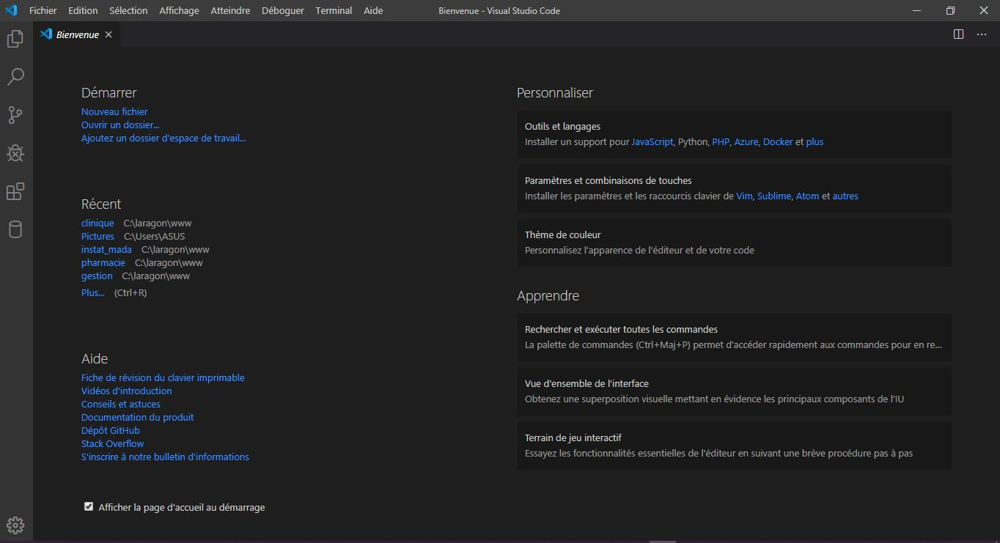 Fichier Edition Sélection Affichage Atteindre Déboguer Terminal Aide Bienvenue - Visual Studio Code
Bienvenue
Démarrer
Nouveau fichier
Ouvrir un dossier...
Ajoutez un dossier d'espace de travail...
Récent
clinique C:\laragon\www
Pictures C:\Users\ASUS
instat_mada C:\laragon\www
pharmacie C:\laragon\www
gestion C:\laragon\www
Plus... (Ctrl+R)
Aide
Fiche de révision du clavier imprimable
Vidéos d'introduction
Conseils et astuces
Documentation du produit
Dépôt GitHub
Stack Overflow
S'inscrire à notre bulletin d'informations
Afficher la page d'accueil au démarrage
Personnaliser
Outils et langages
Installer un support pour JavaScript, Python, PHP, Azure, Docker et plus
Paramètres et combinaisons de touches
Installer les paramètres et les raccourcis clavier de Vim, Sublime, Atom et autres
Thème de couleur
Personnalisez l'apparence de l'éditeur et de votre code
Apprendre
Rechercher et exécuter toutes les commandes
La palette de commandes (Ctrl+Maj+P) permet d'accéder rapidement aux commandes pour en re...
Vue d'ensemble de l'interface
Obtenez une superposition visuelle mettant en évidence les principaux composants de l'IU
Terrain de jeu interactif
Essayez les fonctionnalités essentielles de l'éditeur en suivant une brève procédure pas à pas